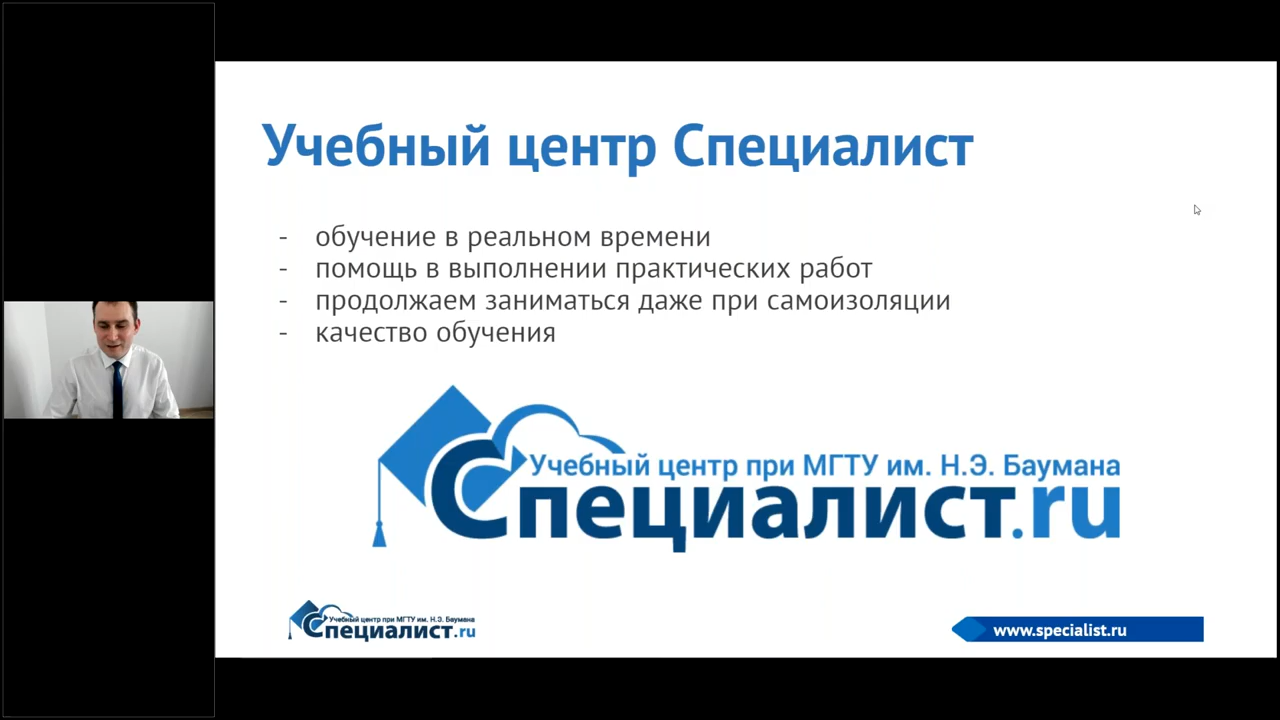 Учебный центр Специалист
- обучение в реальном времени
- помощь в выполнении практических работ
- продолжаем заниматься даже при самоизоляции
- качество обучения
Учебный центр при МГТУ им. Н.Э. Баумана
Специалист.ru
Учебный центр при МГТУ им. Н.Э. Баумана
Специалист.ru
www.specialist.ru